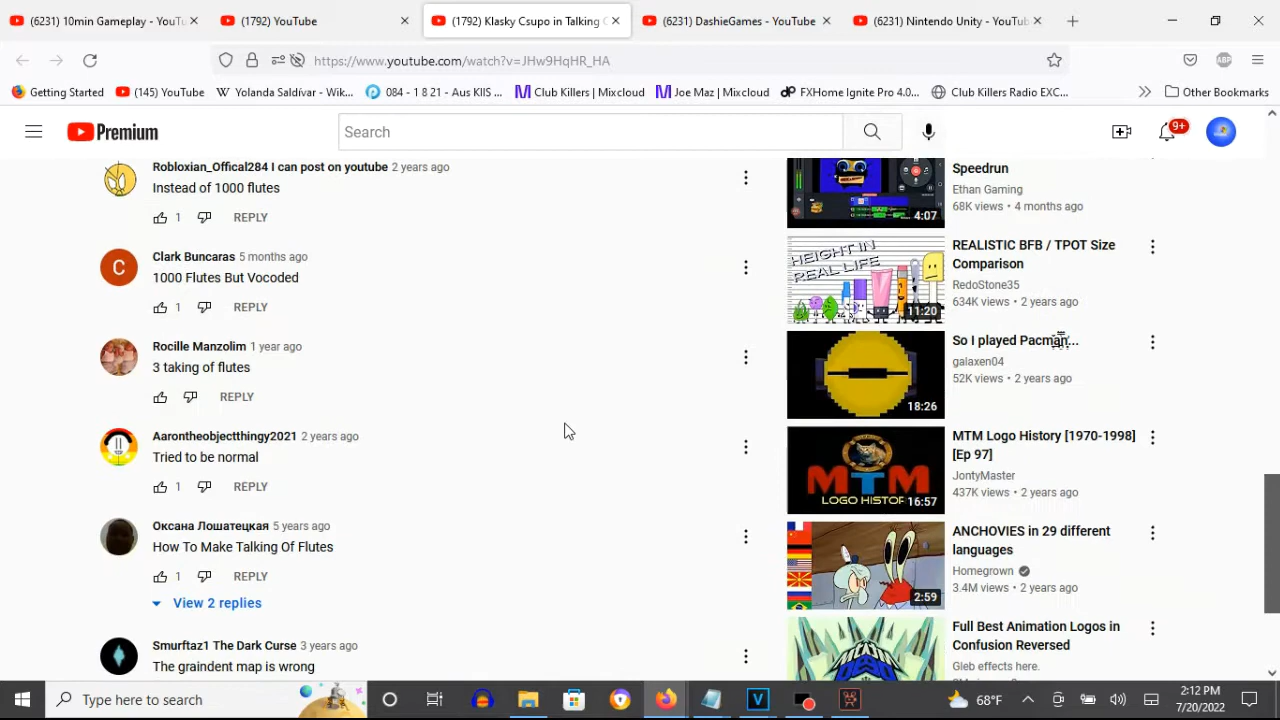 (6231) 10min Gameplay - YouTu
(1792) YouTube
(1792) Klasky Csupo in Talking
(6231) DashieGames - YouTube
(6231) Nintendo Unity - YouTub
https://www.youtube.com/watch?v=JHw9HqHR_HA
ABP
Getting Started
(145) YouTube
Yolanda Saldívar - Wik...
084 - 1 8 21 - Aus KIIS ...
Club Killers | Mixcloud
Joe Maz | Mixcloud
FXHome Ignite Pro 4.0...
Club Killers Radio EXC...
Other Bookmarks
Premium
Search
9+
Robloxian_Offical284 I can post on youtube 2 years ago
Instead of 1000 flutes
1 REPLY
Clark Buncaras 5 months ago
C
1000 Flutes But Vocoded
1 REPLY
Rocille Manzolim 1 year ago
3 taking of flutes
REPLY
Aarontheobjectthingy2021 2 years ago
Tried to be normal
1 REPLY
Оксана Лошатецкая 5 years ago
How To Make Talking Of Flutes
1 REPLY
View 2 replies
Smurftaz1 The Dark Curse 3 years ago
The graindent map is wrong
4:07
Speedrun
Ethan Gaming
68K views • 4 months ago
HEIGHT IN
REAL LIFE
11:20
REALISTIC BFB / TPOT Size
Comparison
RedoStone35
634K views • 2 years ago
18:26
So I played Pacman...
galaxen04
52K views • 2 years ago
MTM
LOGO HISTOR
16:57
MTM Logo History [1970-1998]
[Ep 97]
JontyMaster
437K views • 2 years ago
2:59
ANCHOVIES in 29 different
languages
Homegrown
3.4M views • 2 years ago
Full Best Animation Logos in
Confusion Reversed
Gleb effects here.
Type here to search
V
68°F
2:12 PM
7/20/2022